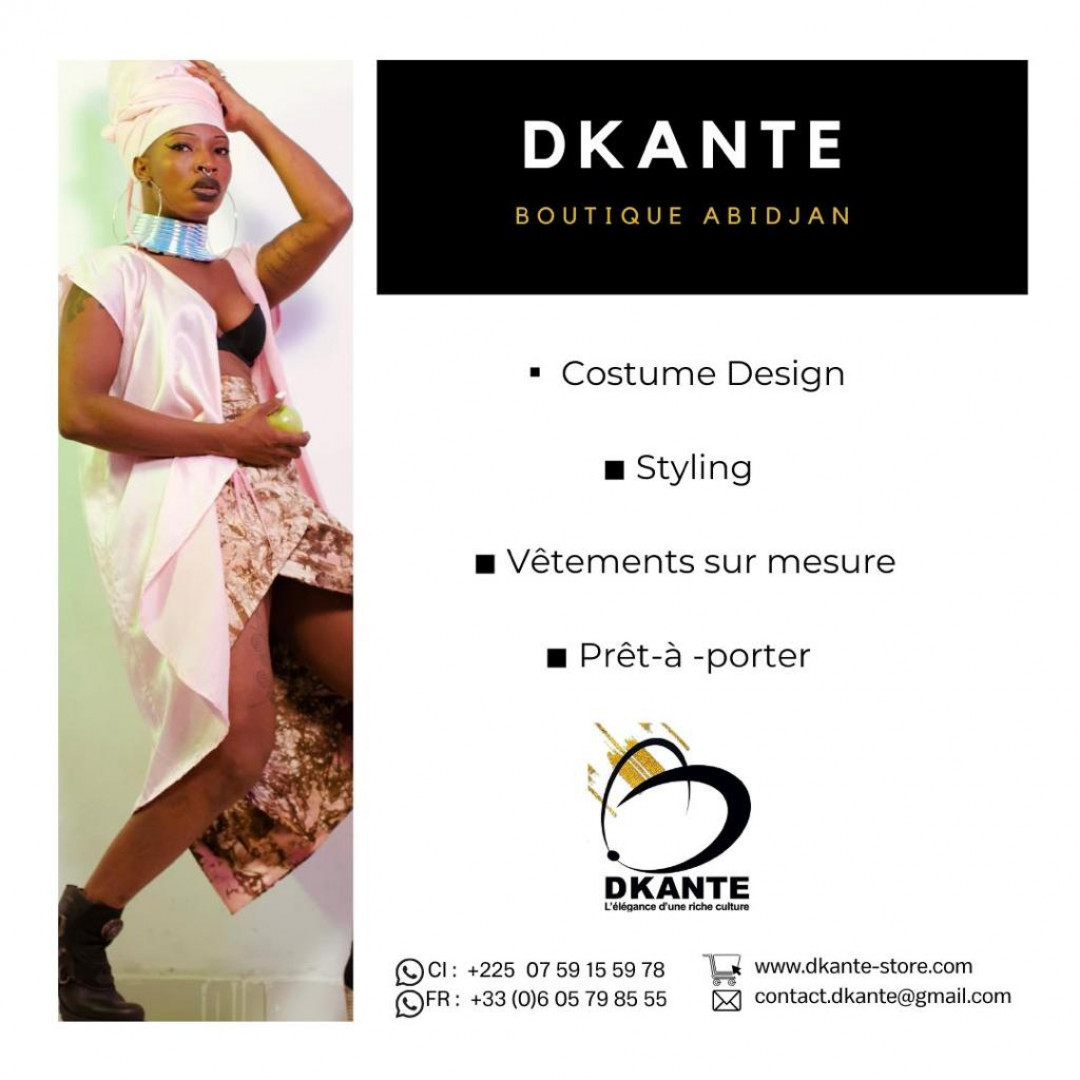 DKANTE
BOUTIQUE ABIDJAN
▪ Costume Design
■ Styling
■ Vêtements sur mesure
■ Prêt-à -porter
DKANTE
L'élégance d'une riche culture
CI : +225 07 59 15 59 78
FR : +33 (0)6 05 79 85 55
www.dkante-store.com
contact.dkante@gmail.com